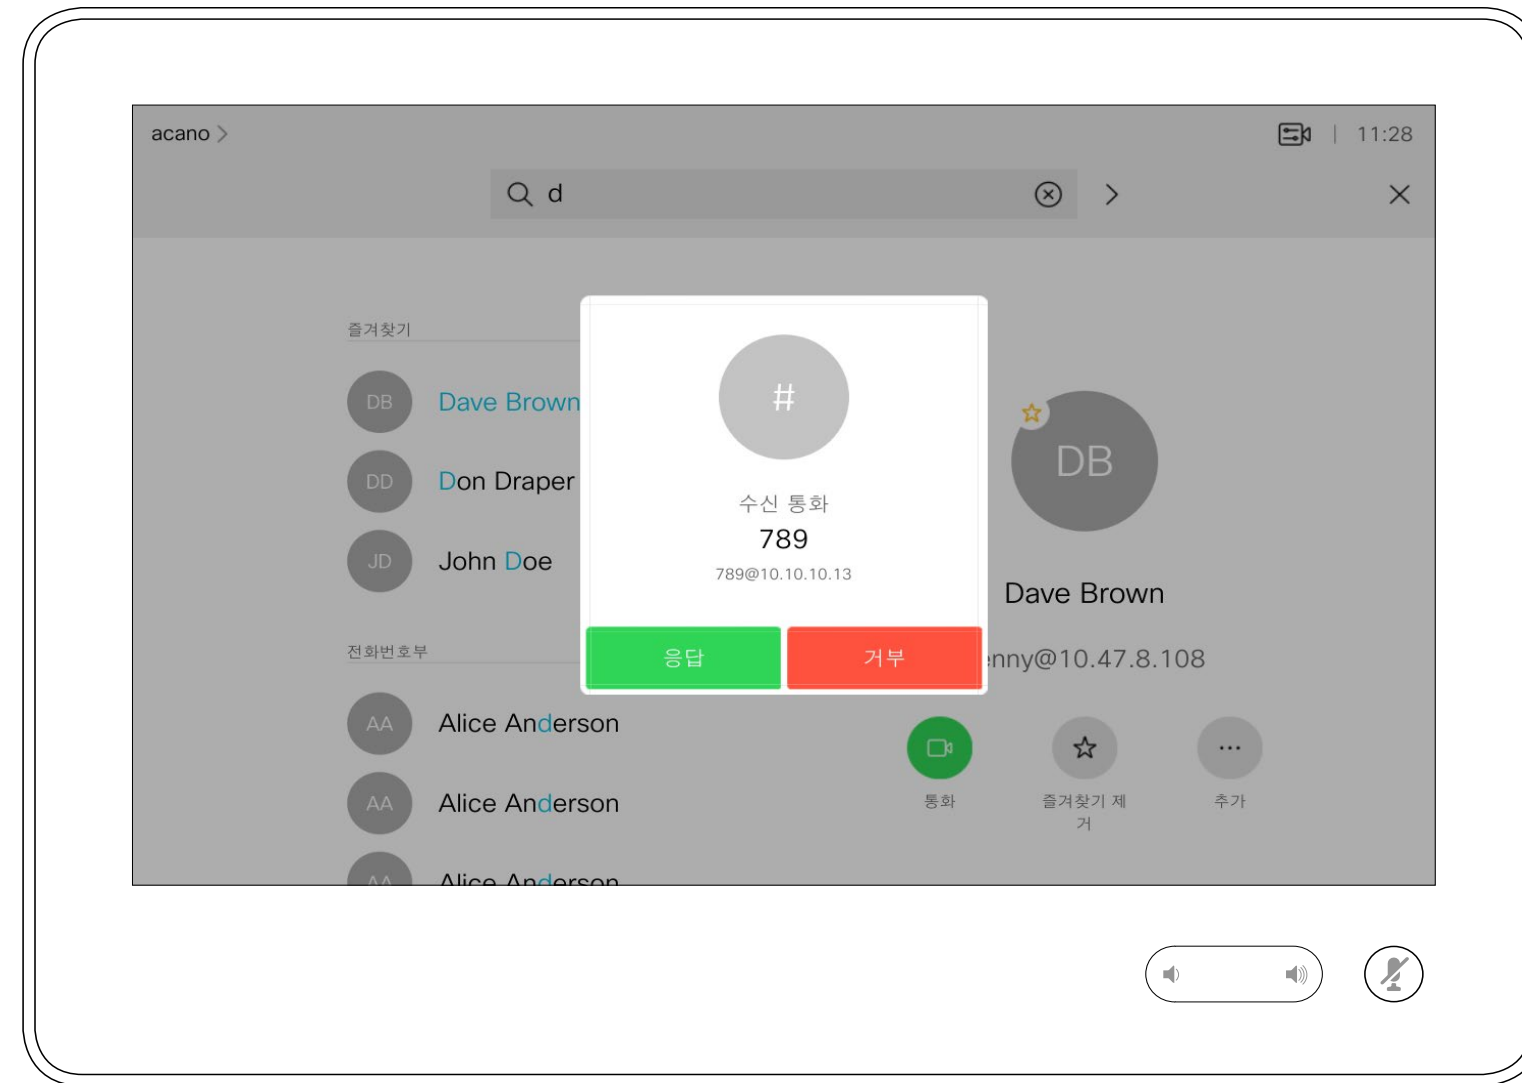 acano
11:28
d
즐겨찾기
DB
Dave Brown
DD
Don Draper
JD
John Doe
전화번호부
AA
Alice Anderson
AA
Alice Anderson
AA
Alice Anderson
#
수신 통화
789
789@10.10.10.13
응답
거부
DB
Dave Brown
nny@10.47.8.108
통화
즐겨찾기 제
거
추가